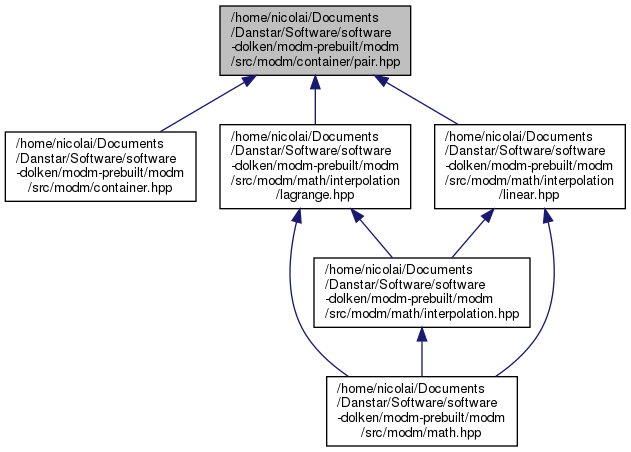 /home/nicolai/Documents
/Danstar/Software/software
-dolken/modm-prebuilt/modm
/src/modm/container/pair.hpp
/home/nicolai/Documents
/Danstar/Software/software
-dolken/modm-prebuilt/modm
/src/modm/container.hpp
/home/nicolai/Documents
/Danstar/Software/software
-dolken/modm-prebuilt/modm
/src/modm/math/interpolation
/lagrange.hpp
/home/nicolai/Documents
/Danstar/Software/software
-dolken/modm-prebuilt/modm
/src/modm/math/interpolation
/linear.hpp
/home/nicolai/Documents
/Danstar/Software/software
-dolken/modm-prebuilt/modm
/src/modm/math/interpolation.hpp
/home/nicolai/Documents
/Danstar/Software/software
-dolken/modm-prebuilt/modm
/src/modm/math.hpp